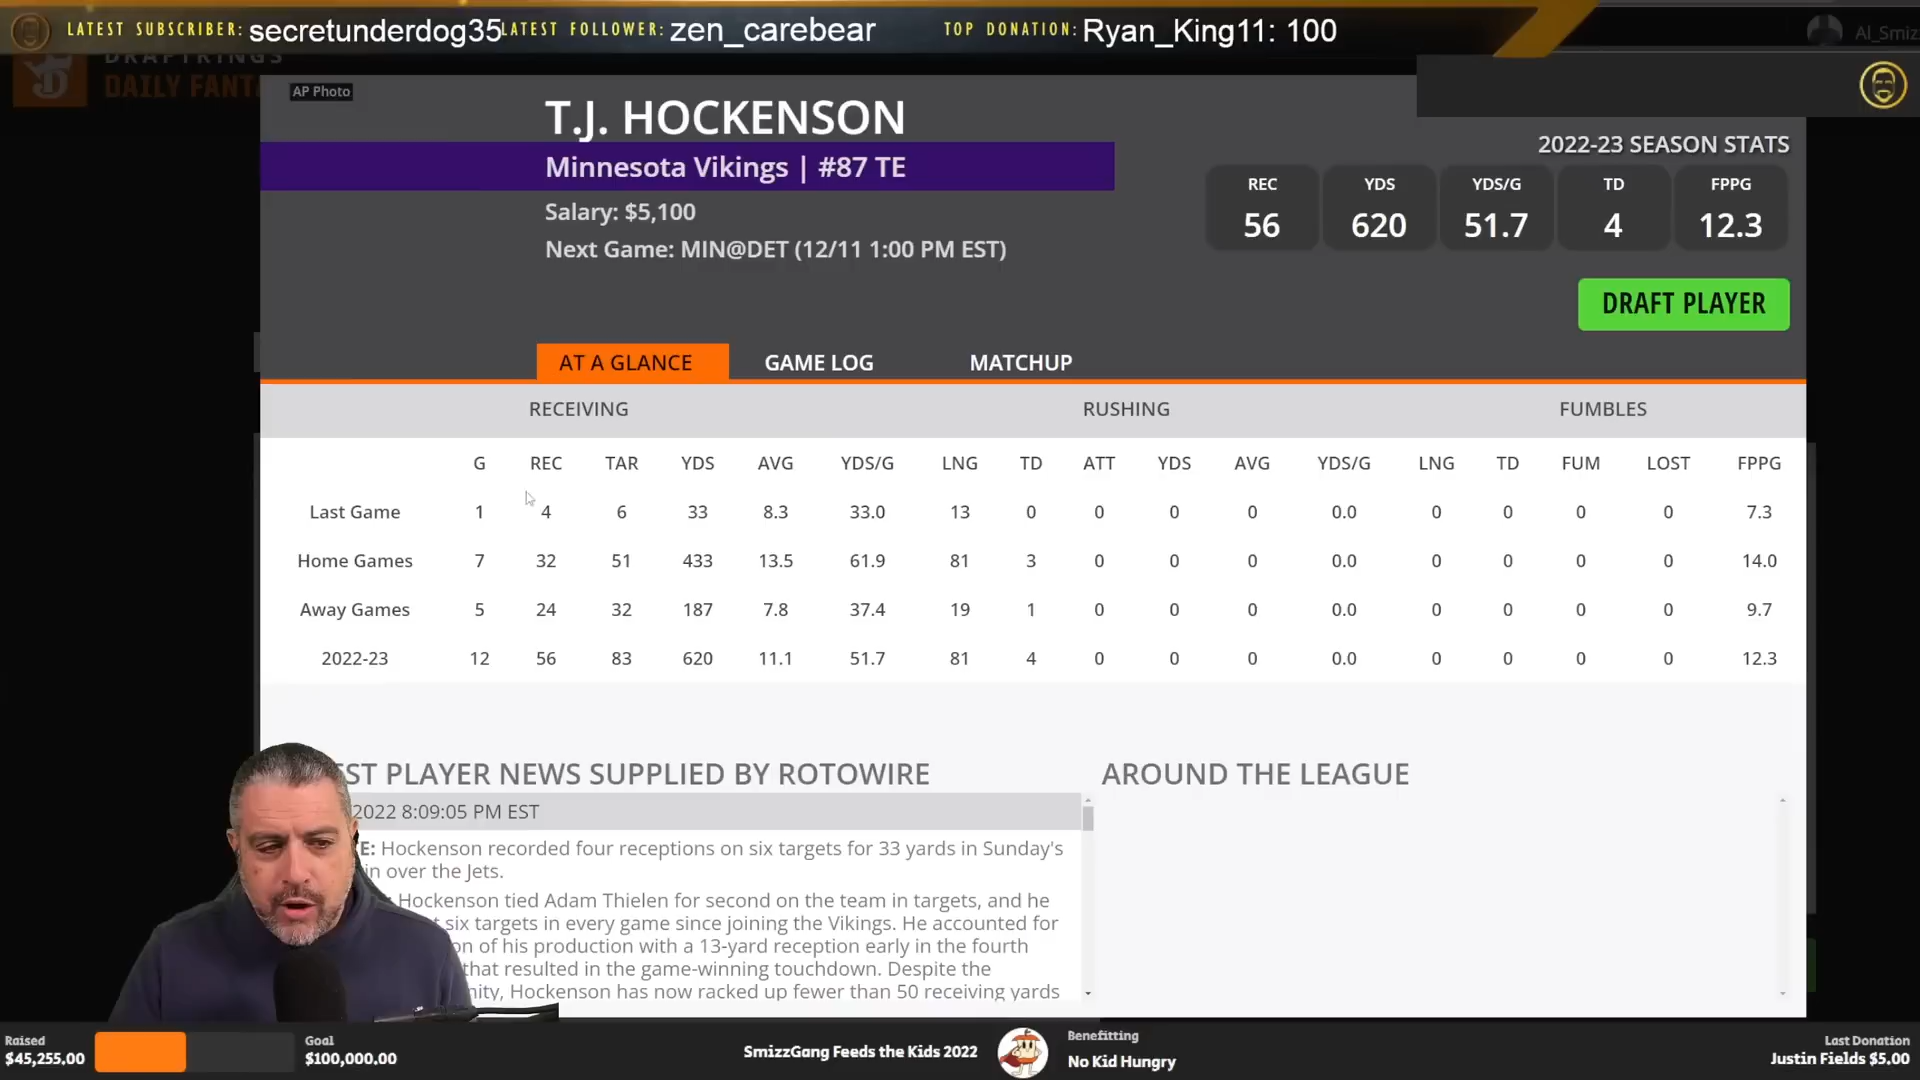 LATEST SUBSCRIBER: secretunderdog35 LATEST FOLLOWER: zen_carebear TOP DONATION: Ryan_King11: 100
Al_Smiz
DRAFTKINGS
DAILY FANT
AP Photo
T.J. HOCKENSON
Minnesota Vikings | #87 TE
Salary: $5,100
Next Game: MIN@DET (12/11 1:00 PM EST)
2022-23 SEASON STATS
REC YDS YDS/G TD FPPG
56 620 51.7 4 12.3
DRAFT PLAYER
AT A GLANCE GAME LOG MATCHUP
RECEIVING RUSHING FUMBLES
G REC TAR YDS AVG YDS/G LNG TD ATT YDS AVG YDS/G LNG TD FUM LOST FPPG
Last Game 1 4 6 33 8.3 33.0 13 0 0 0 0 0.0 0 0 0 0 7.3
Home Games 7 32 51 433 13.5 61.9 81 3 0 0 0 0.0 0 0 0 0 14.0
Away Games 5 24 32 187 7.8 37.4 19 1 0 0 0 0.0 0 0 0 0 9.7
2022-23 12 56 83 620 11.1 51.7 81 4 0 0 0 0.0 0 0 0 0 12.3
ST PLAYER NEWS SUPPLIED BY ROTOWIRE
AROUND THE LEAGUE
2022 8:09:05 PM EST
E: Hockenson recorded four receptions on six targets for 33 yards in Sunday's
in over the Jets.
Hockenson tied Adam Thielen for second on the team in targets, and he
t six targets in every game since joining the Vikings. He accounted for
on of his production with a 13-yard reception early in the fourth
that resulted in the game-winning touchdown. Despite the
nity, Hockenson has now racked up fewer than 50 receiving yards
Raised
$45,255.00
Goal
$100,000.00
SmizzGang Feeds the Kids 2022
Benefitting
No Kid Hungry
Last Donation
Justin Fields $5.00